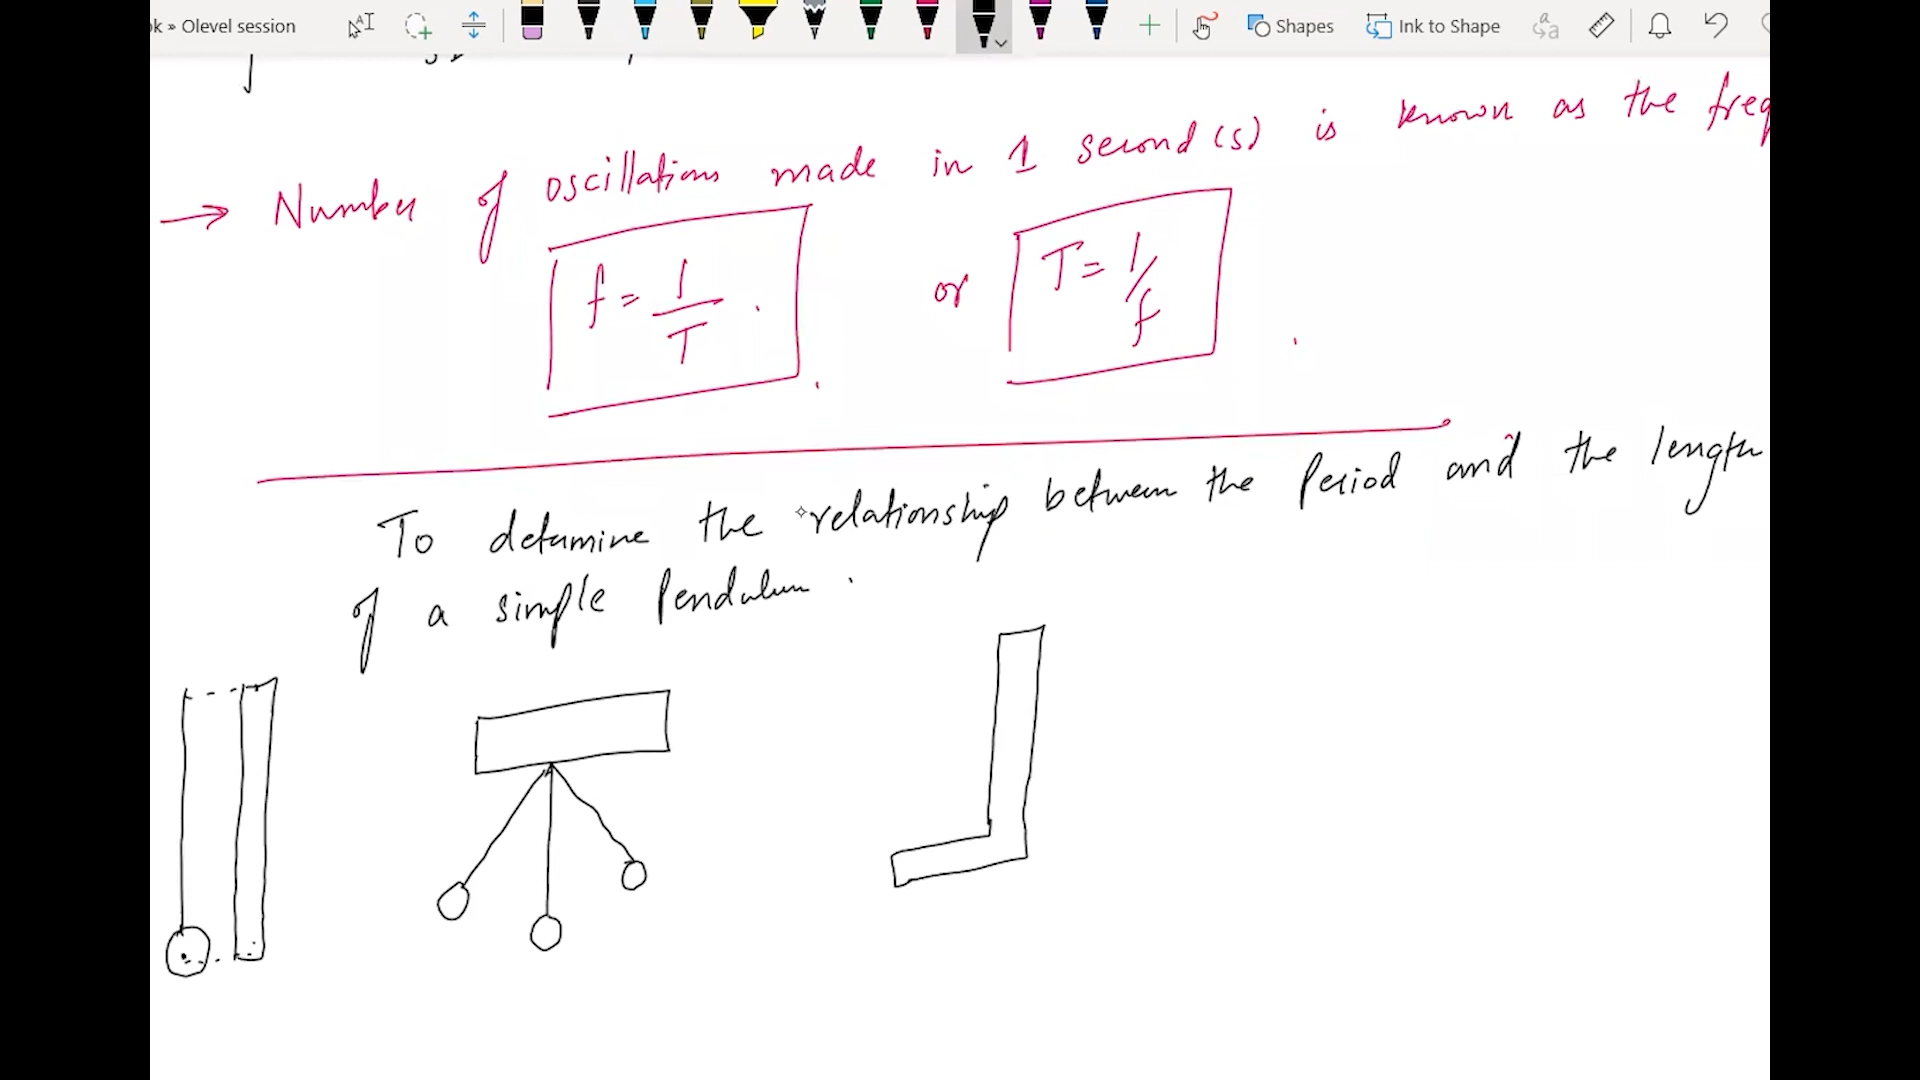 ok » Olevel session
Shapes
Ink to Shape
→ Number of oscillations made in 1 second(s) is known as the freq
f = 1/T .
or
T = 1/f
To determine the relationship between the Period and the length
of a simple Pendulum .